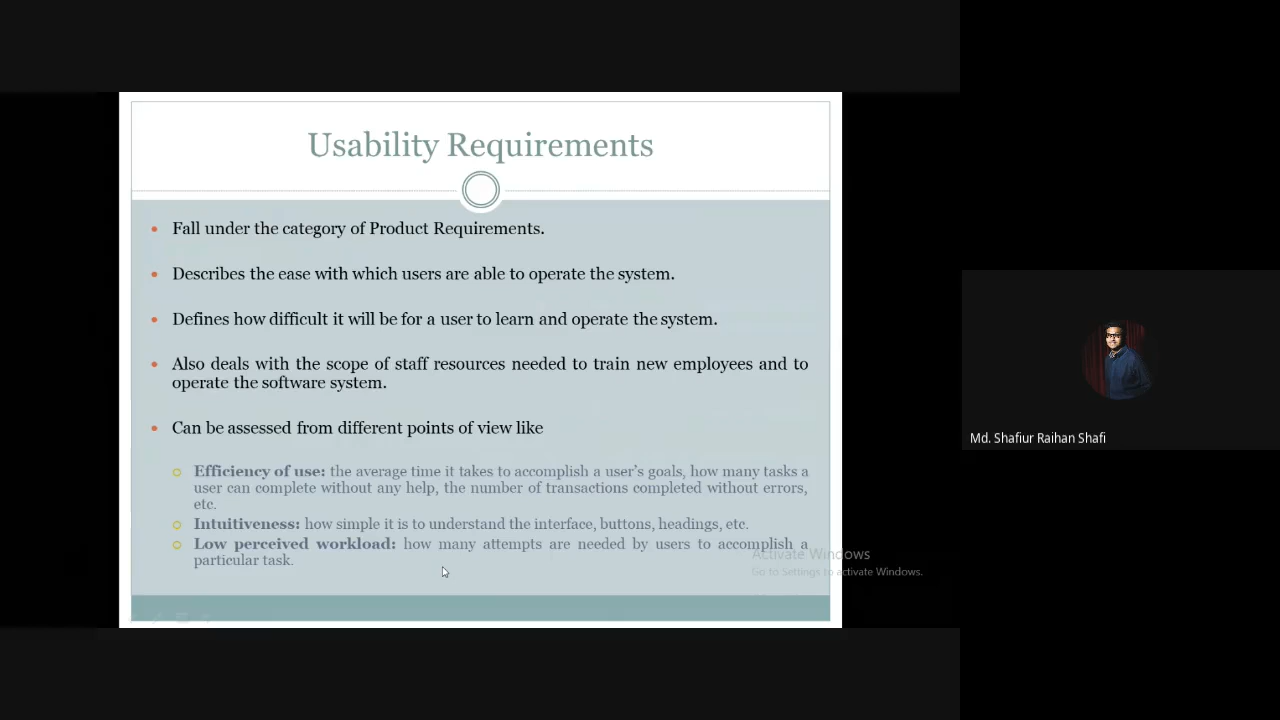 Usability Requirements
Fall under the category of Product Requirements.
Describes the ease with which users are able to operate the system.
Defines how difficult it will be for a user to learn and operate the system.
Also deals with the scope of staff resources needed to train new employees and to
operate the software system.
Can be assessed from different points of view like
Efficiency of use: the average time it takes to accomplish a user's goals, how many tasks a
user can complete without any help, the number of transactions completed without errors,
etc.
Intuitiveness: how simple it is to understand the interface, buttons, headings, etc.
Low perceived workload: how many attempts are needed by users to accomplish a
particular task.
Activate Windows
Go to Settings to activate Windows.
Md. Shafiur Raihan Shafi